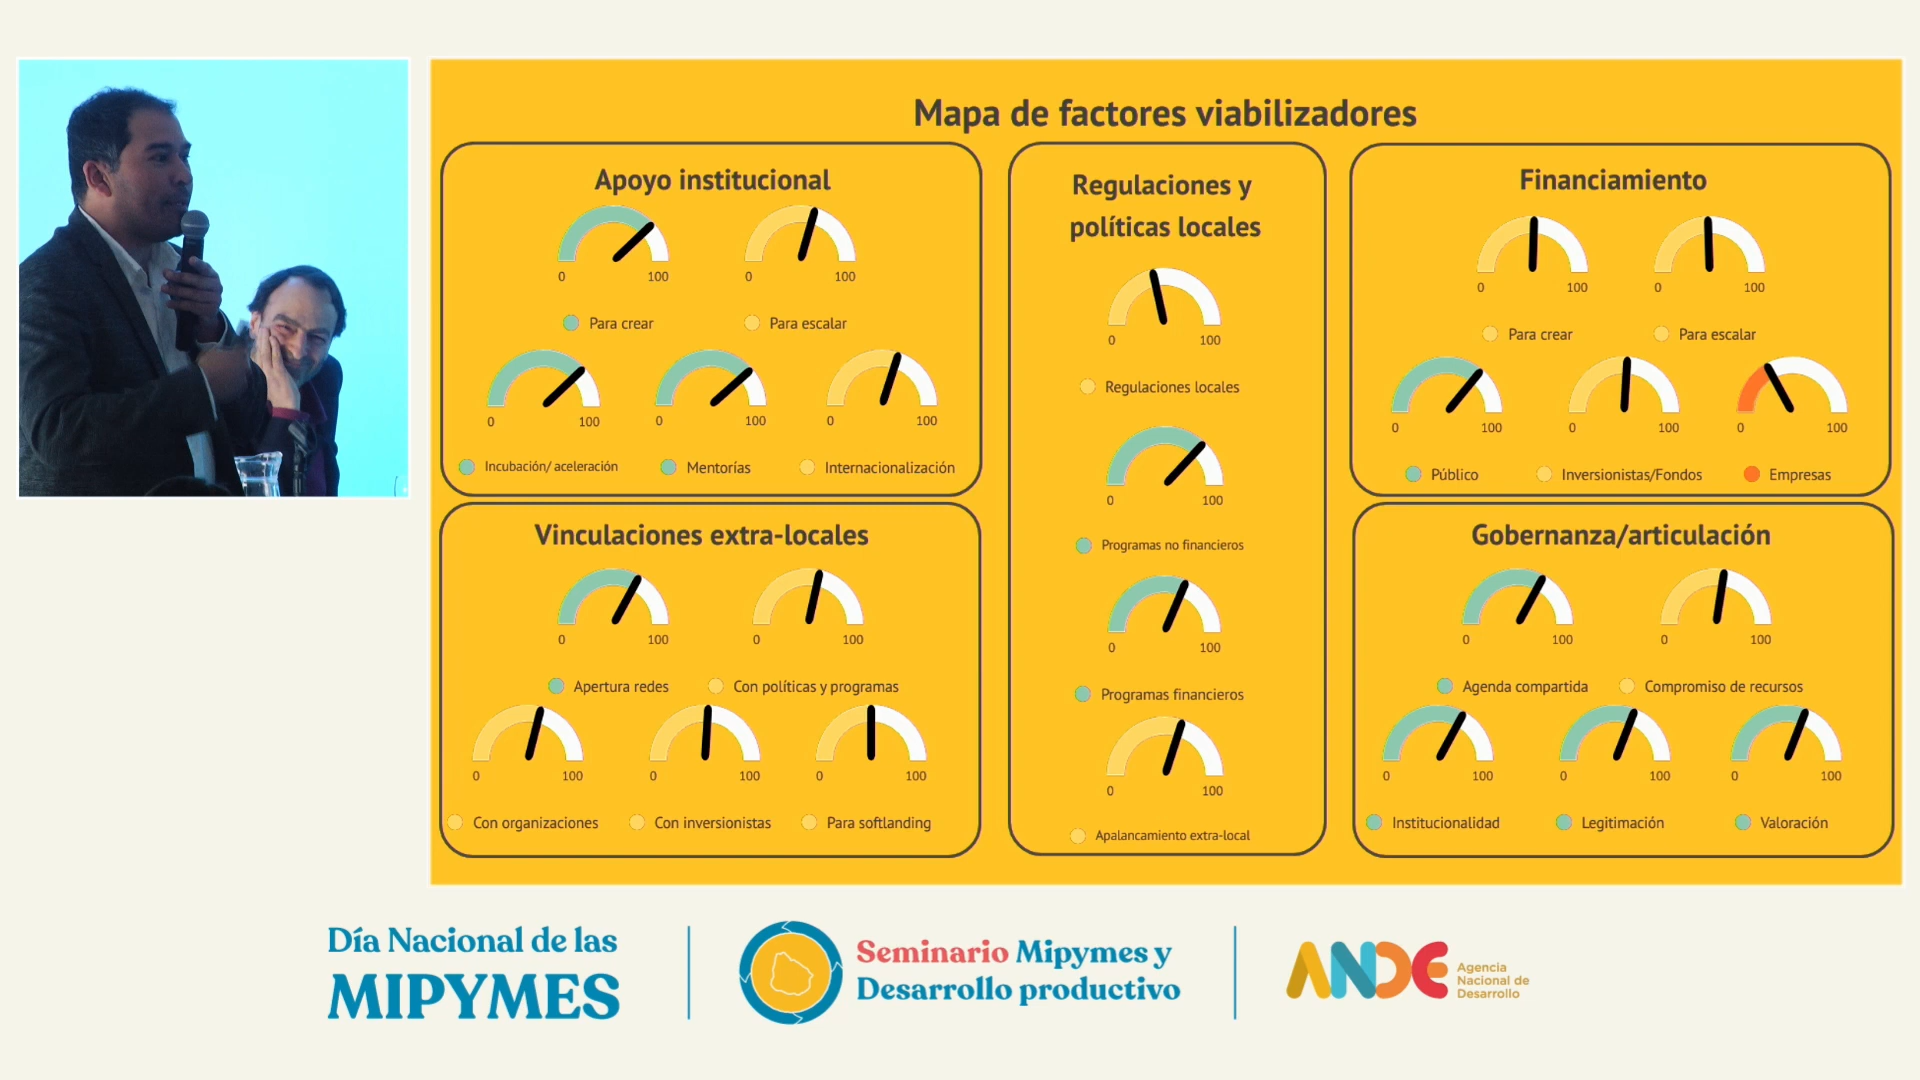 Mapa de factores viabilizadores
Apoyo institucional
0 100
0 100
Para crear
Para escalar
0 100
0 100
0 100
Incubación/ aceleración
Mentorías
Internacionalización
Vinculaciones extra-locales
0 100
0 100
Apertura redes
Con políticas y programas
0 100
0 100
0 100
Con organizaciones
Con inversionistas
Para softlanding
Regulaciones y
políticas locales
0 100
Regulaciones locales
0 100
Programas no financieros
0 100
Programas financieros
0 100
Apalancamiento extra-local
Financiamiento
0 100
0 100
Para crear
Para escalar
0 100
0 100
0 100
Público
Inversionistas/Fondos
Empresas
Gobernanza/articulación
0 100
0 100
Agenda compartida
Compromiso de recursos
0 100
0 100
0 100
Institucionalidad
Legitimación
Valoración
Día Nacional de las
MIPYMES
Seminario Mipymes y
Desarrollo productivo
ANDE
Agencia
Nacional de
Desarrollo